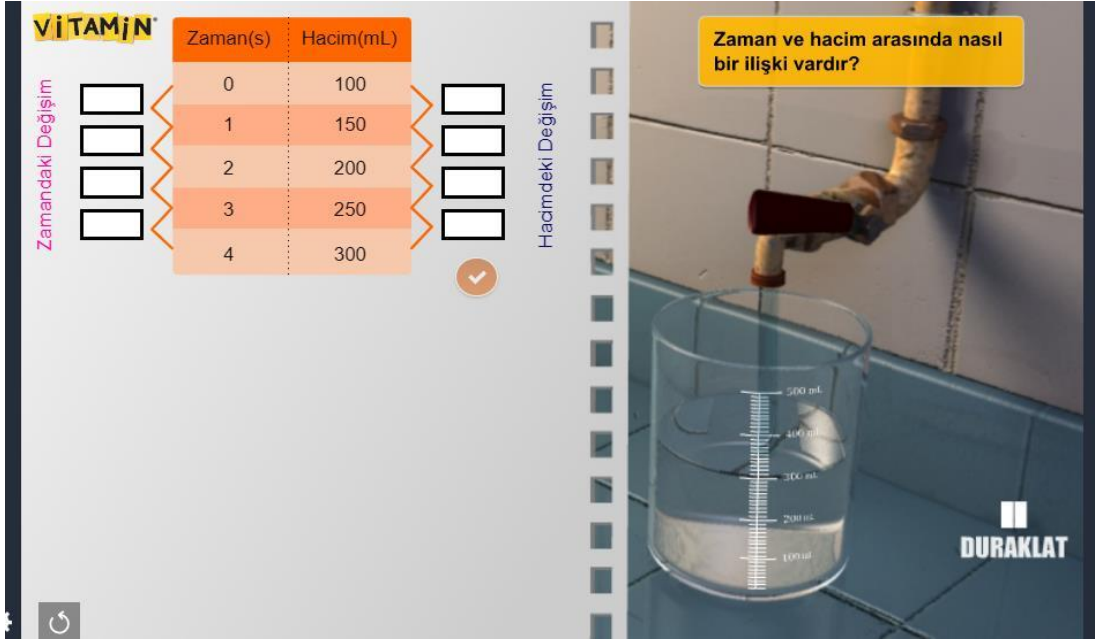 ViTAMiN
Zaman(s) Hacim(mL)
0 100
1 150
2 200
3 250
4 300
Zamandaki Değişim
Hacimdeki Değişim
Zaman ve hacim arasında nasıl
bir ilişki vardır?
500 mL
400 mL
300 mL
200 mL
100 ml
DURAKLAT